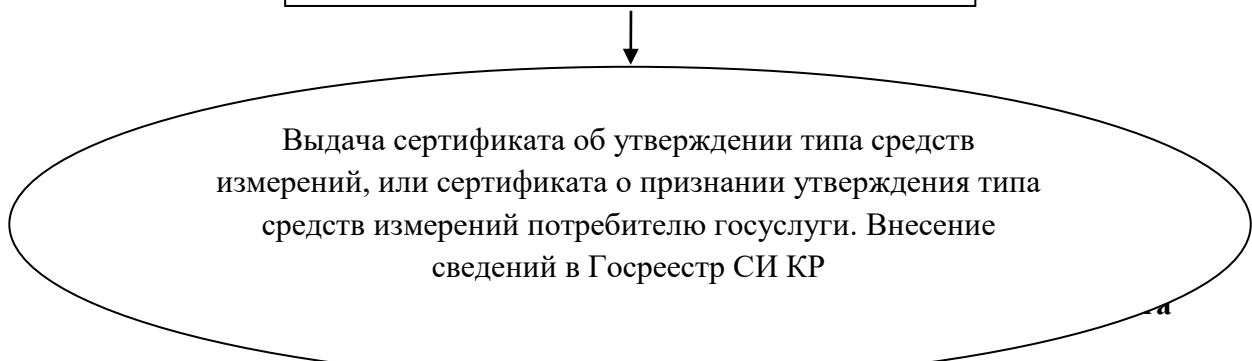 Выдача сертификата об утверждении типа средств
измерений, или сертификата о признании утверждения типа
средств измерений потребителю госуслуги. Внесение
сведений в Госреестр СИ КР